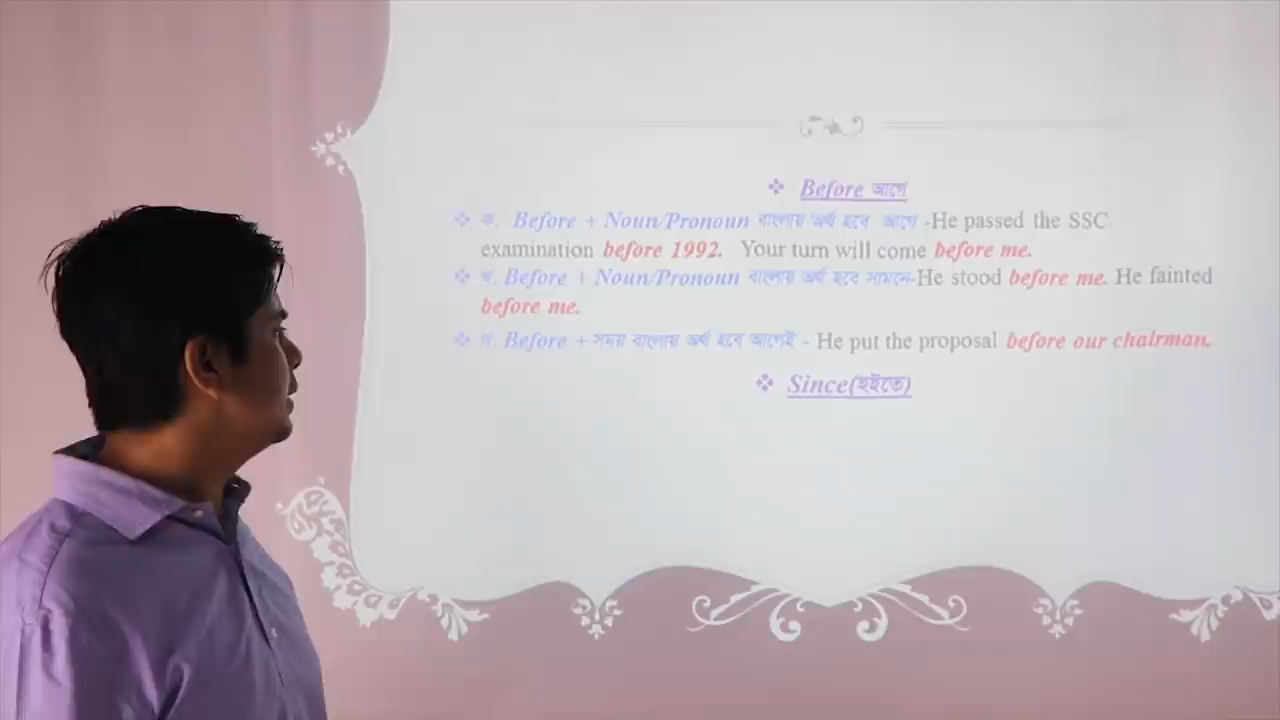 ❖ Before আগে
❖ ক. Before + Noun/Pronoun বাংলায় অর্থ হবে আগে -He passed the SSC
examination before 1992. Your turn will come before me.
❖ খ. Before + Noun/Pronoun বাংলায় অর্থ হবে সামনে-He stood before me. He fainted
before me.
❖ গ. Before + সময় বাংলায় অর্থ হবে আগেই - He put the proposal before our chairman.
❖ Since(হইতে)